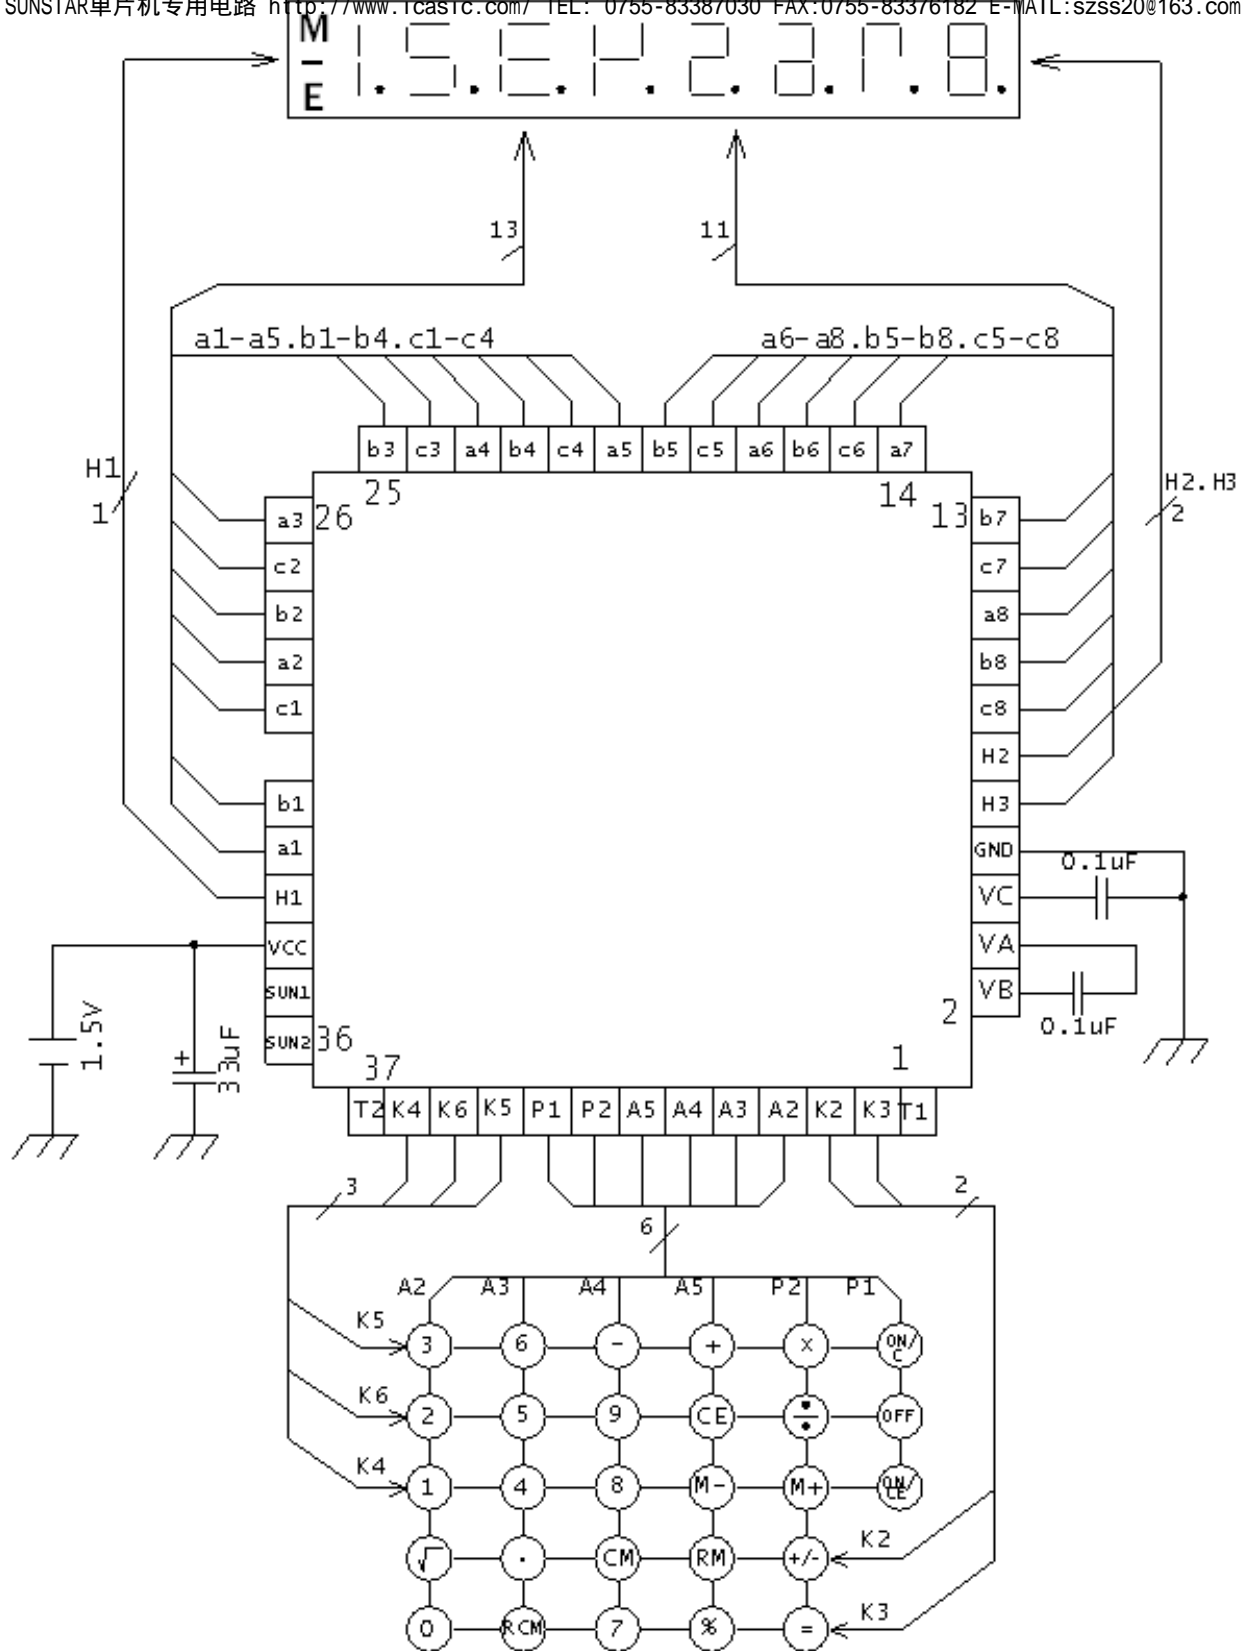 SUNSTAR单片机专用电路 http://www.icasic.com/ TEL: 0755-83387030 FAX:0755-83376182 E-MAIL:szss20@163.com
M
–
E
13
11
a1-a5.b1-b4.c1-c4
a6-a8.b5-b8.c5-c8
b3 c3 a4 b4 c4 a5 b5 c5 a6 b6 c6 a7
H1
1
H2.H3
2
25
14
26
13
a3
c2
b2
a2
c1
b1
a1
H1
VCC
SUN1
SUN2
b7
c7
a8
b8
c8
H2
H3
GND
VC
VA
VB
0.1uF
0.1uF
1.5V
+
33uF
36
37
2
1
T2 K4 K6 K5 P1 P2 A5 A4 A3 A2 K2 K3 T1
3
6
2
A2 A3 A4 A5 P2 P1
K5
3 6 - + x ON/C
K6
2 5 9 CE ÷ OFF
K4
1 4 8 M- M+ ON/CE
√ . CM RM +/- K2
0 RCM 7 % = K3